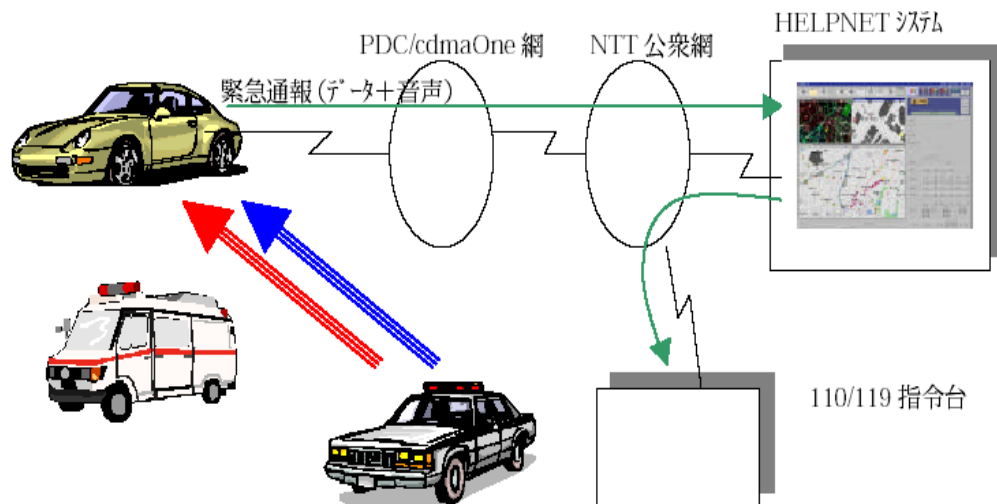 HELPNET システム
PDC/cdmaOne 網
NTT 公衆網
緊急通報(データ+音声)
110/119 指令台